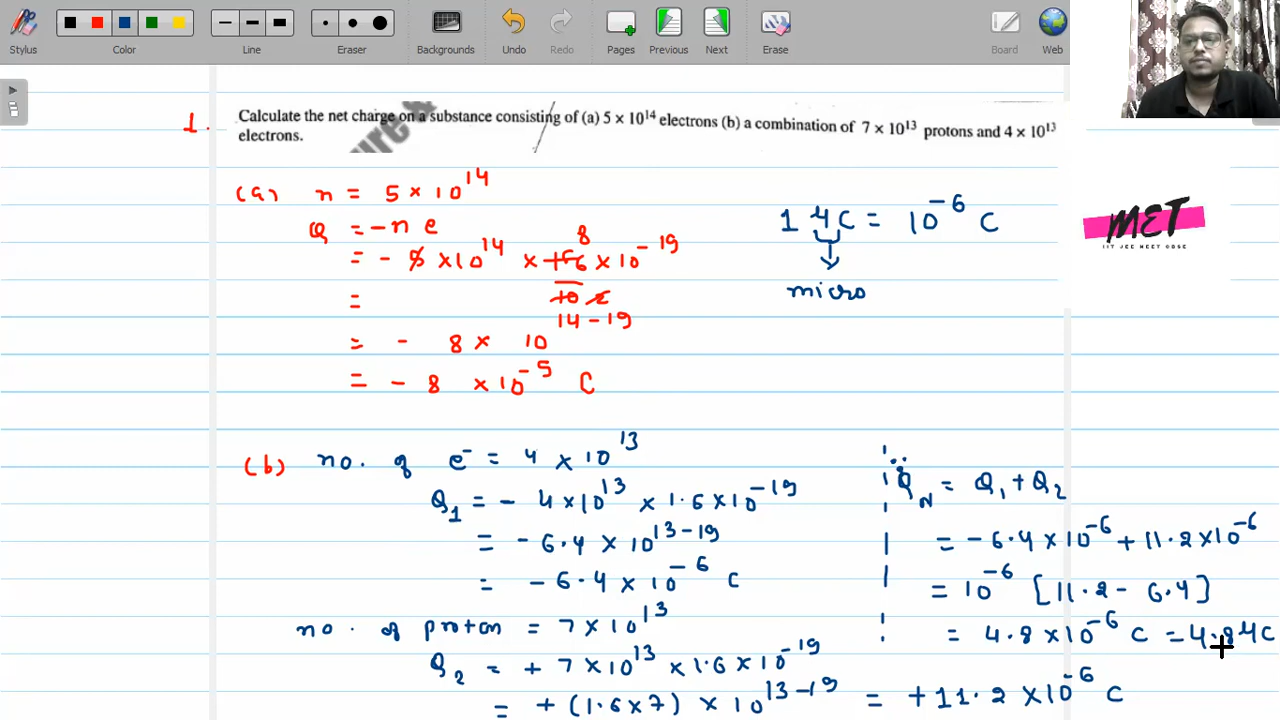 Stylus Color Line Eraser Backgrounds Undo Redo Pages Previous Next Erase Board Web
1. Calculate the net charge on a substance consisting of (a) 5 × 10¹⁴ electrons (b) a combination of 7 × 10¹³ protons and 4 × 10¹³
electrons.
(a) n = 5 × 10¹⁴
Q = -n e
= - 5 × 10¹⁴ × 1.6 × 10⁻¹⁹
8
=
10 2
= - 8 × 10¹⁴⁻¹⁹
= - 8 × 10⁻⁵ C
1 μC = 10⁻⁶ C
micro
MET
IIT JEE NEET CBSE
(b) no. of e⁻ = 4 × 10¹³
Q₁ = - 4×10¹³ × 1.6×10⁻¹⁹
= - 6.4 × 10¹³⁻¹⁹
= - 6.4 × 10⁻⁶ C
no. of proton = 7×10¹³
Q₂ = + 7×10¹³ ×1.6×10⁻¹⁹
= + (1.6×7) × 10¹³⁻¹⁹ = +11.2 ×10⁻⁶ C
∴ Q_N = Q₁ + Q₂
= -6.4×10⁻⁶ + 11.2×10⁻⁶
= 10⁻⁶ [11.2 - 6.4]
= 4.8 ×10⁻⁶ C = 4.8 μC